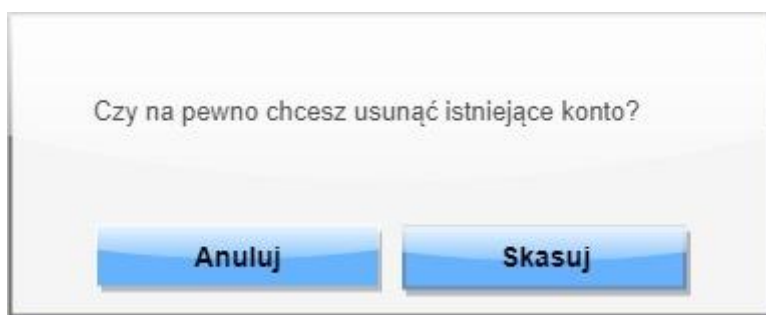 Czy na pewno chcesz usunąć istniejące konto?
Anuluj Skasuj